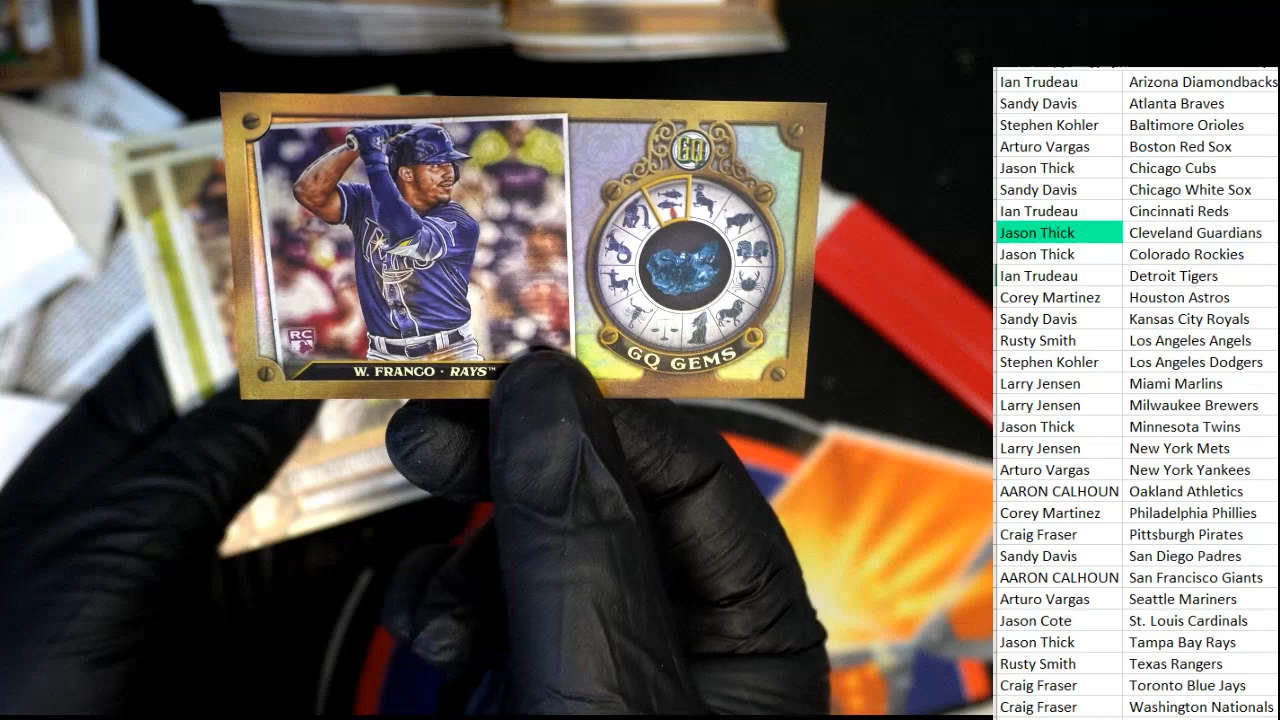 GQ
RC
W. FRANCO · RAYS™
GQ GEMS
Ian Trudeau Arizona Diamondbacks
Sandy Davis Atlanta Braves
Stephen Kohler Baltimore Orioles
Arturo Vargas Boston Red Sox
Jason Thick Chicago Cubs
Sandy Davis Chicago White Sox
Ian Trudeau Cincinnati Reds
Jason Thick Cleveland Guardians
Jason Thick Colorado Rockies
Ian Trudeau Detroit Tigers
Corey Martinez Houston Astros
Sandy Davis Kansas City Royals
Rusty Smith Los Angeles Angels
Stephen Kohler Los Angeles Dodgers
Larry Jensen Miami Marlins
Larry Jensen Milwaukee Brewers
Jason Thick Minnesota Twins
Larry Jensen New York Mets
Arturo Vargas New York Yankees
AARON CALHOUN Oakland Athletics
Corey Martinez Philadelphia Phillies
Craig Fraser Pittsburgh Pirates
Sandy Davis San Diego Padres
AARON CALHOUN San Francisco Giants
Arturo Vargas Seattle Mariners
Jason Cote St. Louis Cardinals
Jason Thick Tampa Bay Rays
Rusty Smith Texas Rangers
Craig Fraser Toronto Blue Jays
Craig Fraser Washington Nationals